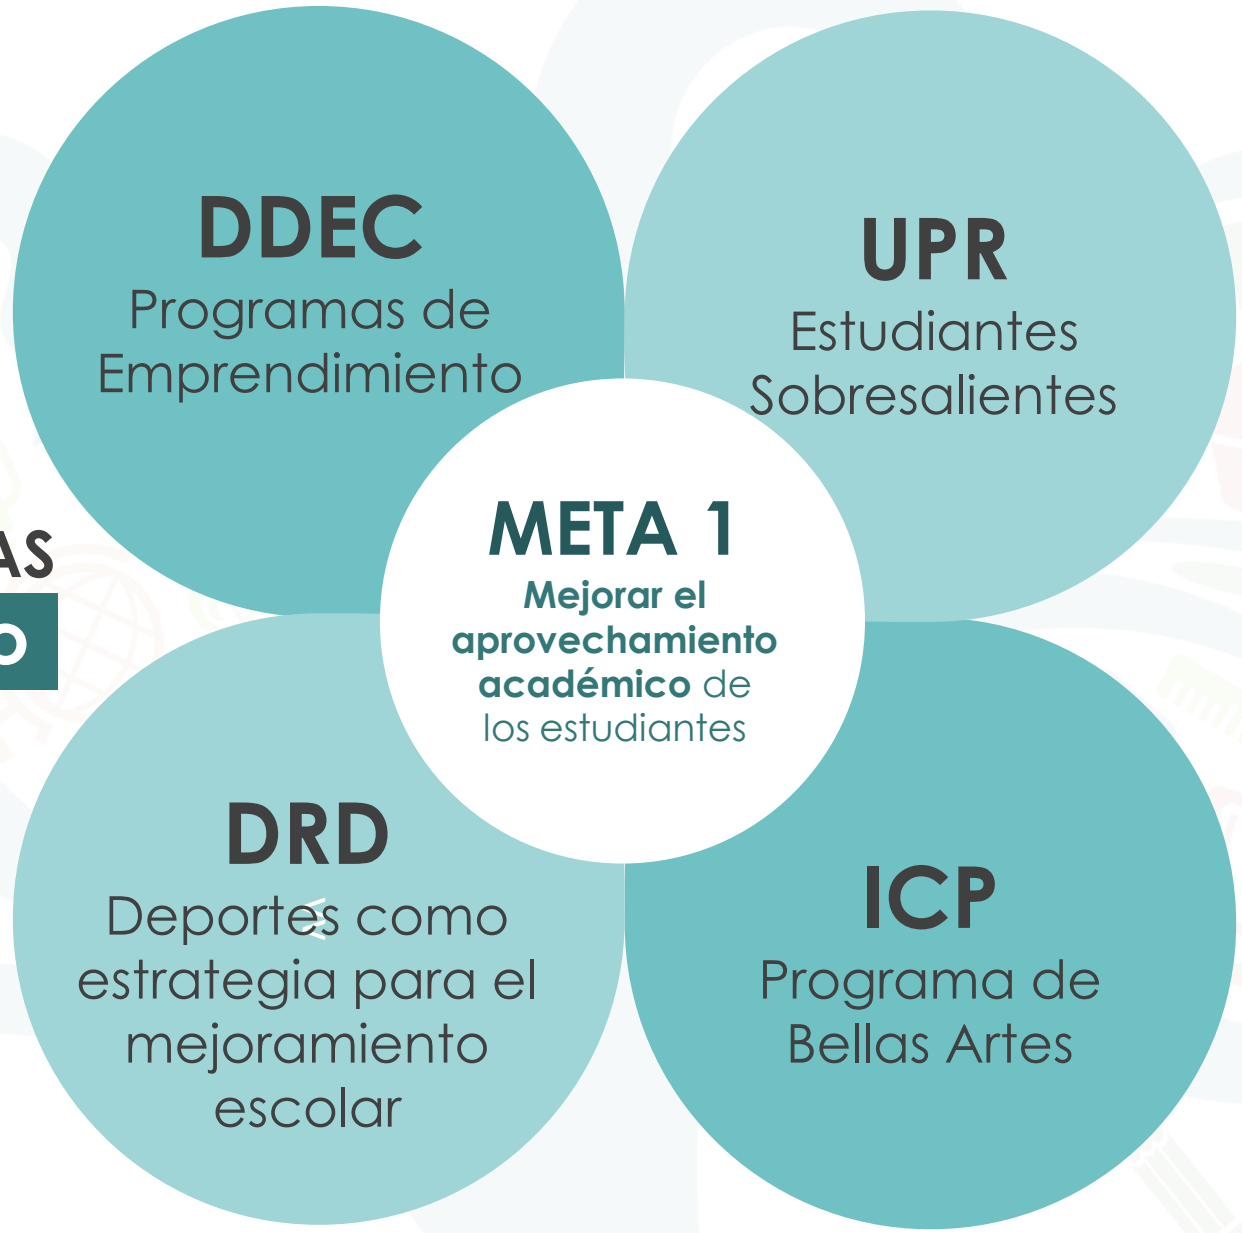 DDEC
Programas de
Emprendimiento
UPR
Estudiantes
Sobresalientes
META 1
Mejorar el
aprovechamiento
académico de
los estudiantes
AS
o
DRD
Deportes como
estrategia para el
mejoramiento
escolar
ICP
Programa de
Bellas Artes